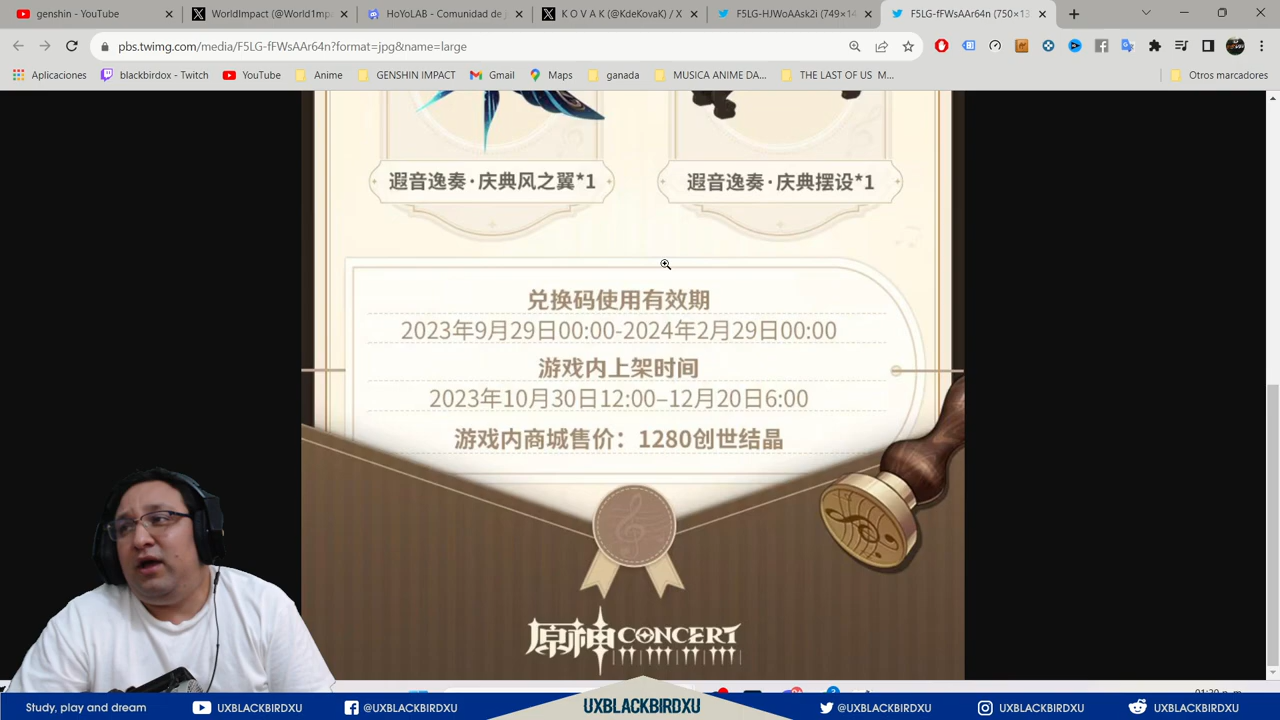 genshin - YouTube
WorldImpact (@World1mpa
HoYoLAB - Comunidad de
K O V A K (@KdeKovaK) / X
F5LG-HJWoAAsk2i (749×14
F5LG-fFWsAAr64n (750×13
pbs.twimg.com/media/F5LG-fFWsAAr64n?format=jpg&name=large
Aplicaciones
blackbirdox - Twitch
YouTube
Anime
GENSHIN IMPACT
Gmail
Maps
ganada
MUSICA ANIME DA...
THE LAST OF US M...
Otros marcadores
遐音逸奏·庆典风之翼*1
遐音逸奏·庆典摆设*1
兑换码使用有效期
2023年9月29日00:00-2024年2月29日00:00
游戏内上架时间
2023年10月30日12:00–12月20日6:00
游戏内商城售价：1280创世结晶
原神CONCERT
Study, play and dream
UXBLACKBIRDXU
@UXBLACKBIRDXU
UXBLACKBIRDXU
@UXBLACKBIRDXU
UXBLACKBIRDXU
UXBLACKBIRDXU